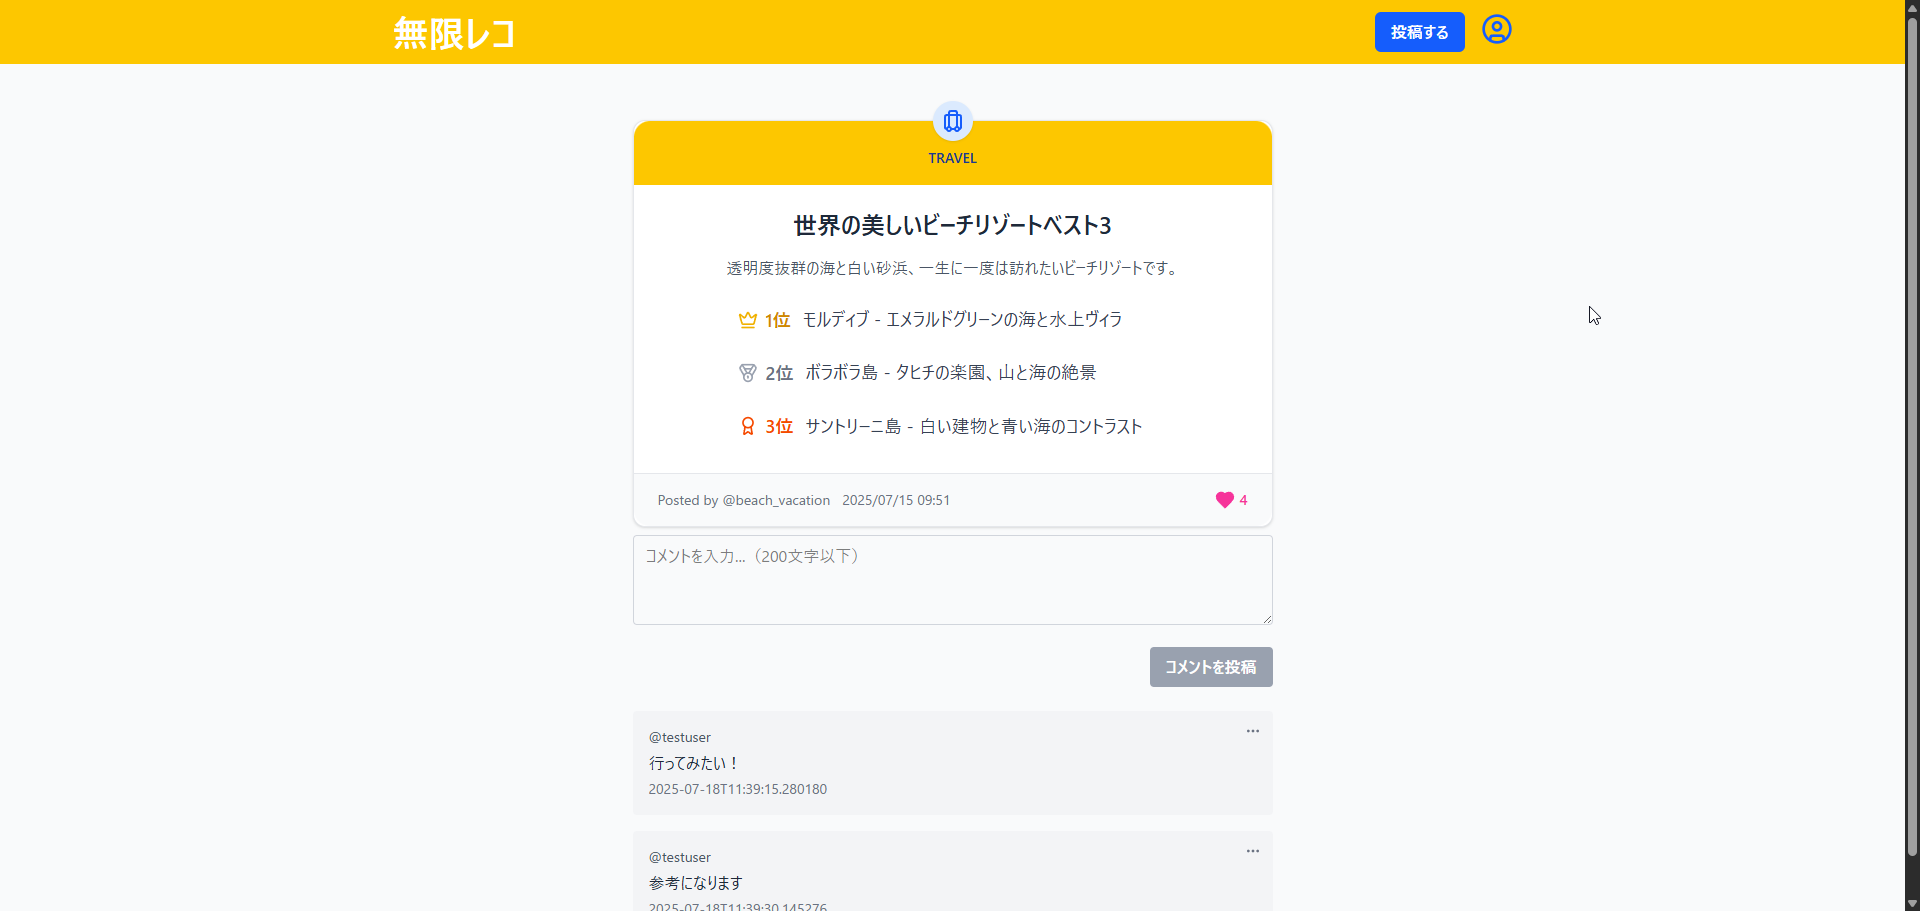 無限レコ
投稿する
TRAVEL
世界の美しいビーチリゾートベスト3
透明度抜群の海と白い砂浜、一生に一度は訪れたいビーチリゾートです。
1位 モルディブ - エメラルドグリーンの海と水上ヴィラ
2位 ボラボラ島 - タヒチの楽園、山と海の絶景
3位 サントリーニ島 - 白い建物と青い海のコントラスト
Posted by @beach_vacation 2025/07/15 09:51 4
コメントを入力...（200文字以下）
コメントを投稿
@testuser
行ってみたい！
2025-07-18T11:39:15.280180
@testuser
参考になります
2025-07-18T11:39:30.145276